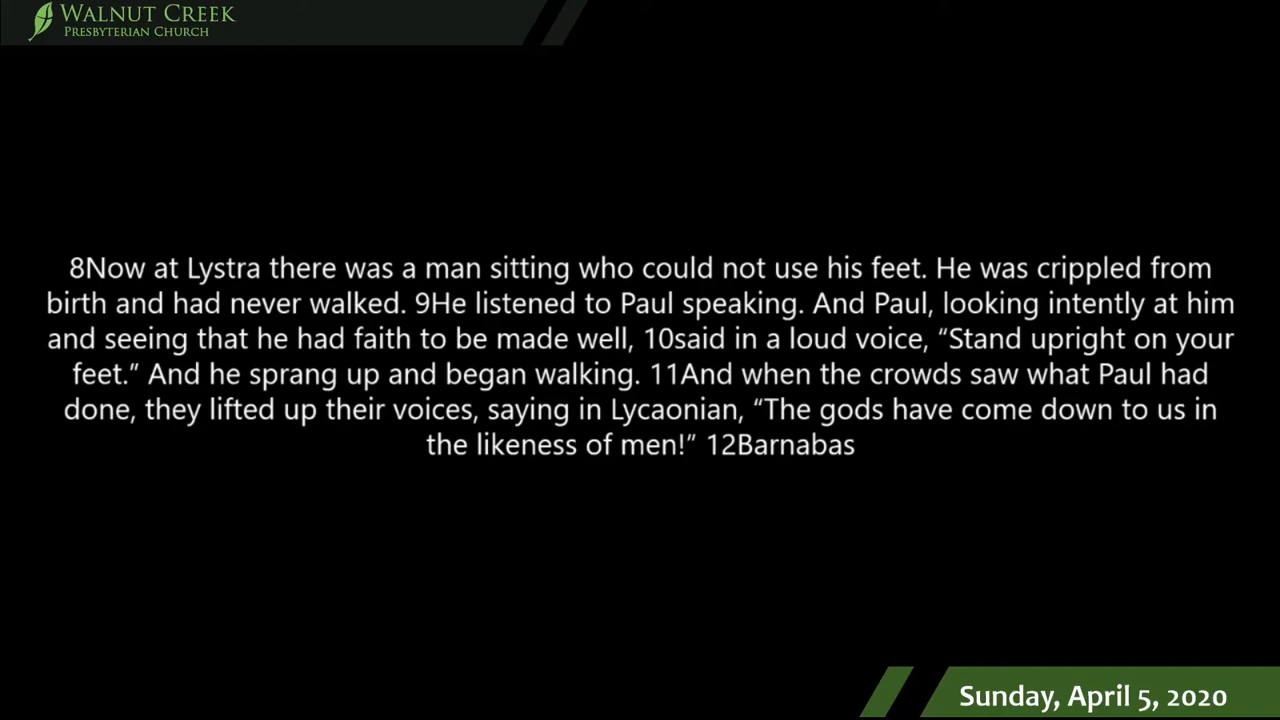 WALNUT CREEK
PRESBYTERIAN CHURCH
8Now at Lystra there was a man sitting who could not use his feet. He was crippled from
birth and had never walked. 9He listened to Paul speaking. And Paul, looking intently at him
and seeing that he had faith to be made well, 10said in a loud voice, “Stand upright on your
feet.” And he sprang up and began walking. 11And when the crowds saw what Paul had
done, they lifted up their voices, saying in Lycaonian, “The gods have come down to us in
the likeness of men!” 12Barnabas
Sunday, April 5, 2020